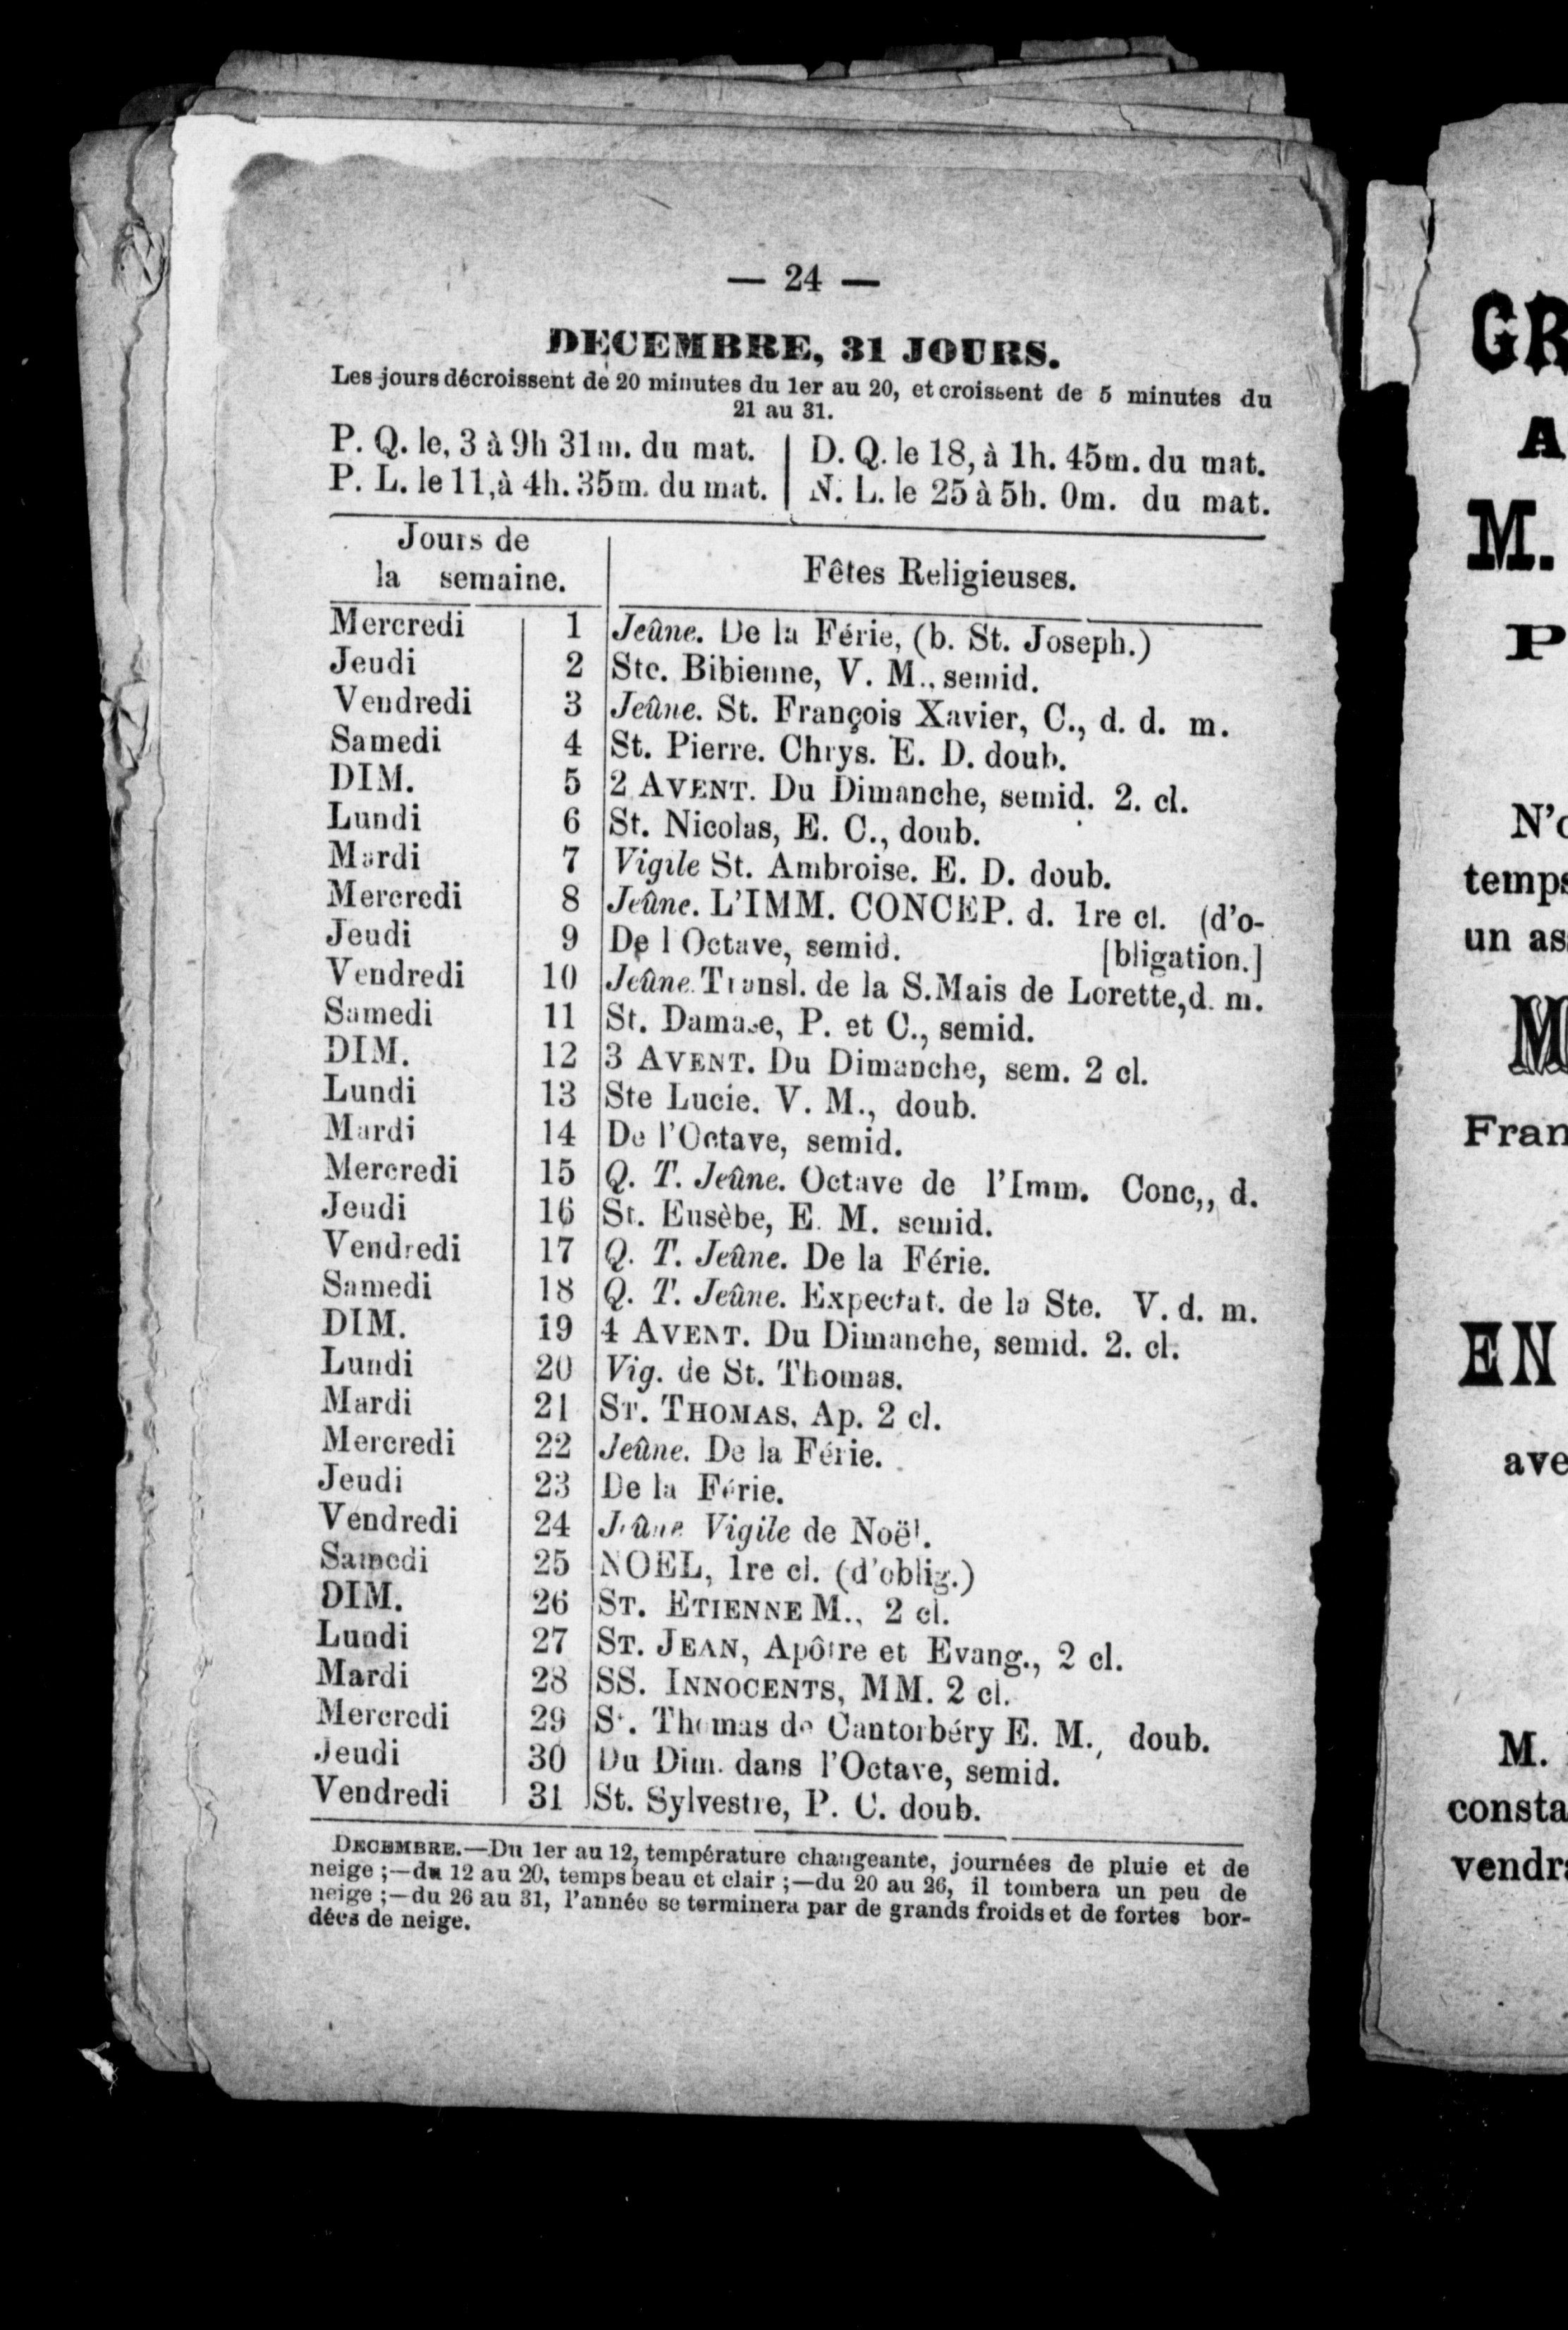 — 24 —
DECEMBRE, 31 JOURS.
Les jours décroissent de 20 minutes du 1er au 20, et croissent de 5 minutes du
21 au 31.
P. Q. le, 3 à 9h 31m. du mat. D. Q. le 18, à 1h. 45m. du mat.
P. L. le 11, à 4h. 35m. du mat. N. L. le 25 à 5h. 0m. du mat.
Jours de
la semaine.
Fêtes Religieuses.
Mercredi 1 Jeûne. De la Férie, (b. St. Joseph.)
Jeudi 2 Ste. Bibienne, V. M., semid.
Vendredi 3 Jeûne. St. François Xavier, C., d. d. m.
Samedi 4 St. Pierre. Chrys. E. D. doub.
DIM. 5 2 AVENT. Du Dimanche, semid. 2. cl.
Lundi 6 St. Nicolas, E. C., doub.
Mardi 7 Vigile St. Ambroise. E. D. doub.
Mercredi 8 Jeûne. L'IMM. CONCEP. d. 1re cl. (d'o-
Jeudi 9 De l Octave, semid. [bligation.]
Vendredi 10 Jeûne. Transl. de la S. Mais de Lorette, d. m.
Samedi 11 St. Damase, P. et C., semid.
DIM. 12 3 AVENT. Du Dimanche, sem. 2 cl.
Lundi 13 Ste Lucie. V. M., doub.
Mardi 14 De l'Octave, semid.
Mercredi 15 Q. T. Jeûne. Octave de l'Imm. Conc,, d.
Jeudi 16 St. Eusèbe, E. M. semid.
Vendredi 17 Q. T. Jeûne. De la Férie.
Samedi 18 Q. T. Jeûne. Expectat. de la Ste. V. d. m.
DIM. 19 4 AVENT. Du Dimanche, semid. 2. cl.
Lundi 20 Vig. de St. Thomas.
Mardi 21 ST. THOMAS, Ap. 2 cl.
Mercredi 22 Jeûne. De la Férie.
Jeudi 23 De la Férie.
Vendredi 24 Jeûne Vigile de Noël.
Samedi 25 NOEL, 1re cl. (d'oblig.)
DIM. 26 ST. ETIENNE M., 2 cl.
Lundi 27 ST. JEAN, Apôtre et Evang., 2 cl.
Mardi 28 SS. INNOCENTS, MM. 2 cl.
Mercredi 29 St. Thomas de Cantorbéry E. M., doub.
Jeudi 30 Du Dim. dans l'Octave, semid.
Vendredi 31 St. Sylvestre, P. C. doub.
DECEMBRE.—Du 1er au 12, température changeante, journées de pluie et de
neige ;—du 12 au 20, temps beau et clair ;—du 20 au 26, il tombera un peu de
neige ;—du 26 au 31, l'année se terminera par de grands froids et de fortes bor-
dées de neige.
GR
A
M.
P
N'o
temps
un as
M
Fran
EN
ave
M.
consta
vendra